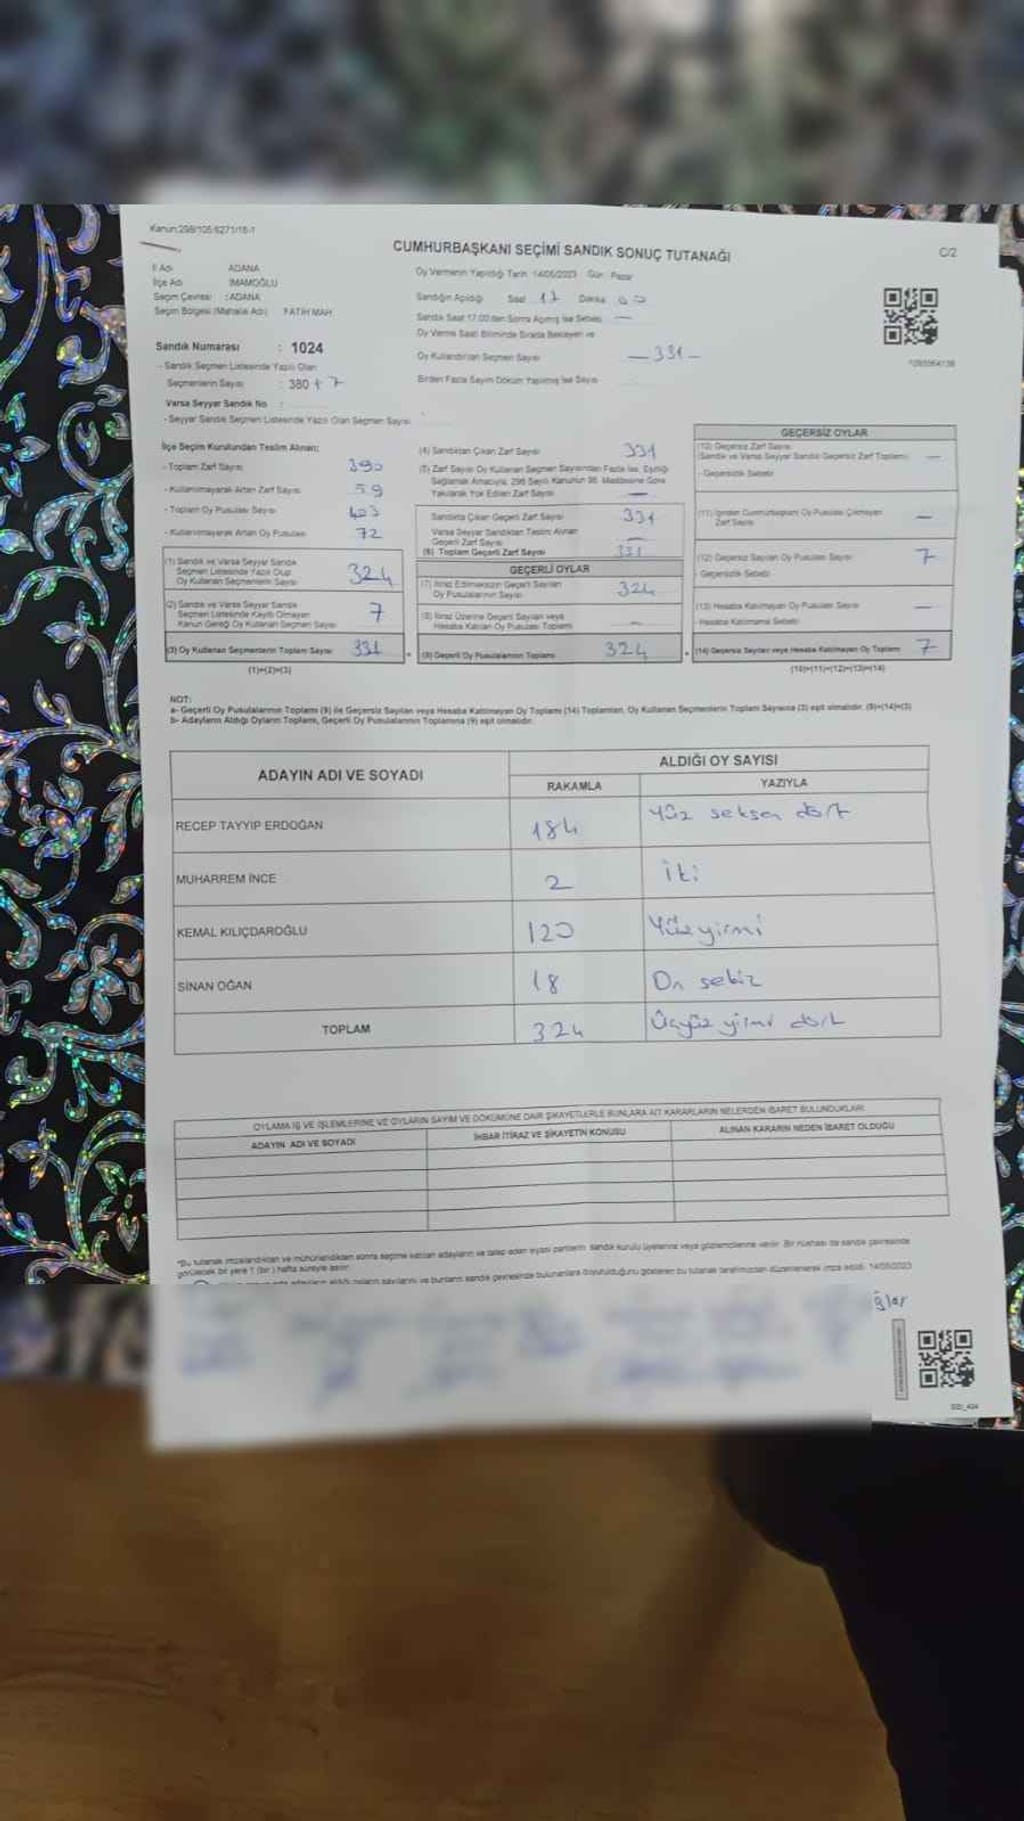 Kanun:298/105 6271/16-1
CUMHURBAŞKANI SEÇİMİ SANDIK SONUÇ TUTANAĞI
C/2
İl Adı ADANA
İlçe Adı İMAMOĞLU
Seçim Çevresi : ADANA
Seçim Bölgesi (Mahalle Adı) FATİH MAH.
Oy Vermenin Yapıldığı Tarih 14/05/2023 Gün Pazar
Sandığın Açıldığı Saat 17 Dakika 00
Sandık Saat 17.00'den Sonra Açılmış İse Sebebi —
Oy Verme Saati Bitiminde Sırada Bekleyen ve
Oy Kullandırılan Seçmen Sayısı — 331 —
Birden Fazla Sayım Döküm Yapılmış İse Sayısı
Sandık Numarası : 1024
- Sandık Seçmen Listesinde Yazılı Olan
Seçmenlerin Sayısı : 380 + 7
Varsa Seyyar Sandık No :
- Seyyar Sandık Seçmen Listesinde Yazılı Olan Seçmen Sayısı
İlçe Seçim Kurulundan Teslim Alınan:
- Toplam Zarf Sayısı 390
- Kullanılmayarak Artan Zarf Sayısı 59
- Toplam Oy Pusulası Sayısı 403
- Kullanılmayarak Artan Oy Pusulası 72
(1) Sandık ve Varsa Seyyar Sandık
Seçmen Listesinde Yazılı Olup
Oy Kullanan Seçmenlerin Sayısı 324
(2) Sandık ve Varsa Seyyar Sandık
Seçmen Listesinde Kayıtlı Olmayan
Kanun Gereği Oy Kullanan Seçmen Sayısı 7
(3) Oy Kullanan Seçmenlerin Toplam Sayısı 331
(1)+(2)=(3)
(4) Sandıktan Çıkan Zarf Sayısı 331
(5) Zarf Sayısı Oy Kullanan Seçmen Sayısından Fazla İse, Eşitliği
Sağlamak Amacıyla, 298 Sayılı Kanunun 98. Maddesine Göre
Yakılarak Yok Edilen Zarf Sayısı —
Sandıkta Çıkan Geçerli Zarf Sayısı 331
Varsa Seyyar Sandıktan Teslim Alınan
Geçerli Zarf Sayısı —
(6) Toplam Geçerli Zarf Sayısı 331
GEÇERLİ OYLAR
(7) İtiraz Edilmeksizin Geçerli Sayılan
Oy Pusulalarının Sayısı 324
(8) İtiraz Üzerine Geçerli Sayılan veya
Hesaba Katılan Oy Pusulası Toplamı —
(9) Geçerli Oy Pusulalarının Toplamı 324
GEÇERSİZ OYLAR
(10) Geçersiz Zarf Sayısı
(Sandık ve Varsa Seyyar Sandık Geçersiz Zarf Toplamı) —
- Geçersizlik Sebebi
(11) İçinden Cumhurbaşkanı Oy Pusulası Çıkmayan
Zarf Sayısı —
(12) Geçersiz Sayılan Oy Pusulası Sayısı 7
- Geçersizlik Sebebi
(13) Hesaba Katılmayan Oy Pusulası Sayısı —
- Hesaba Katılmama Sebebi
(14) Geçersiz Sayılan veya Hesaba Katılmayan Oy Toplamı 7
(10)+(11)+(12)+(13)=(14)
NOT:
a- Geçerli Oy Pusulalarının Toplamı (9) ile Geçersiz Sayılan veya Hesaba Katılmayan Oy Toplamı (14) Toplamları, Oy Kullanan Seçmenlerin Toplam Sayısına (3) eşit olmalıdır. (9)+(14)=(3)
b- Adayların Aldığı Oyların Toplamı, Geçerli Oy Pusulalarının Toplamına (9) eşit olmalıdır.
ADAYIN ADI VE SOYADI
ALDIĞI OY SAYISI
RAKAMLA YAZIYLA
RECEP TAYYİP ERDOĞAN 184 Yüz seksen dört
MUHARREM İNCE 2 iki
KEMAL KILIÇDAROĞLU 120 Yüzyirmi
SİNAN OĞAN 18 On sekiz
TOPLAM 324 Üçyüz yirmi dört
OYLAMA İŞ VE İŞLEMLERİNE VE OYLARIN SAYIM VE DÖKÜMÜNE DAİR ŞİKAYETLERLE BUNLARA AİT KARARLARIN NELERDEN İBARET BULUNDUKLARI
ADAYIN ADI VE SOYADI İHBAR İTİRAZ VE ŞİKAYETİN KONUSU ALINAN KARARIN NEDEN İBARET OLDUĞU
*Bu tutanak imzalandıktan ve mühürlendikten sonra seçime katılan adayların ve talep eden siyasi partilerin sandık kurulu üyelerine veya gözlemcilerine verilir. Bir nüshası da sandık çevresinde
görülecek bir yere 1 (bir) hafta süreyle asılır.
adayların aldığı oyların sayılarını ve bunların sandık çevresinde bulunanlara duyurulduğunu gösteren bu tutanak tarafımızdan düzenlenerek imza edildi. 14/05/2023